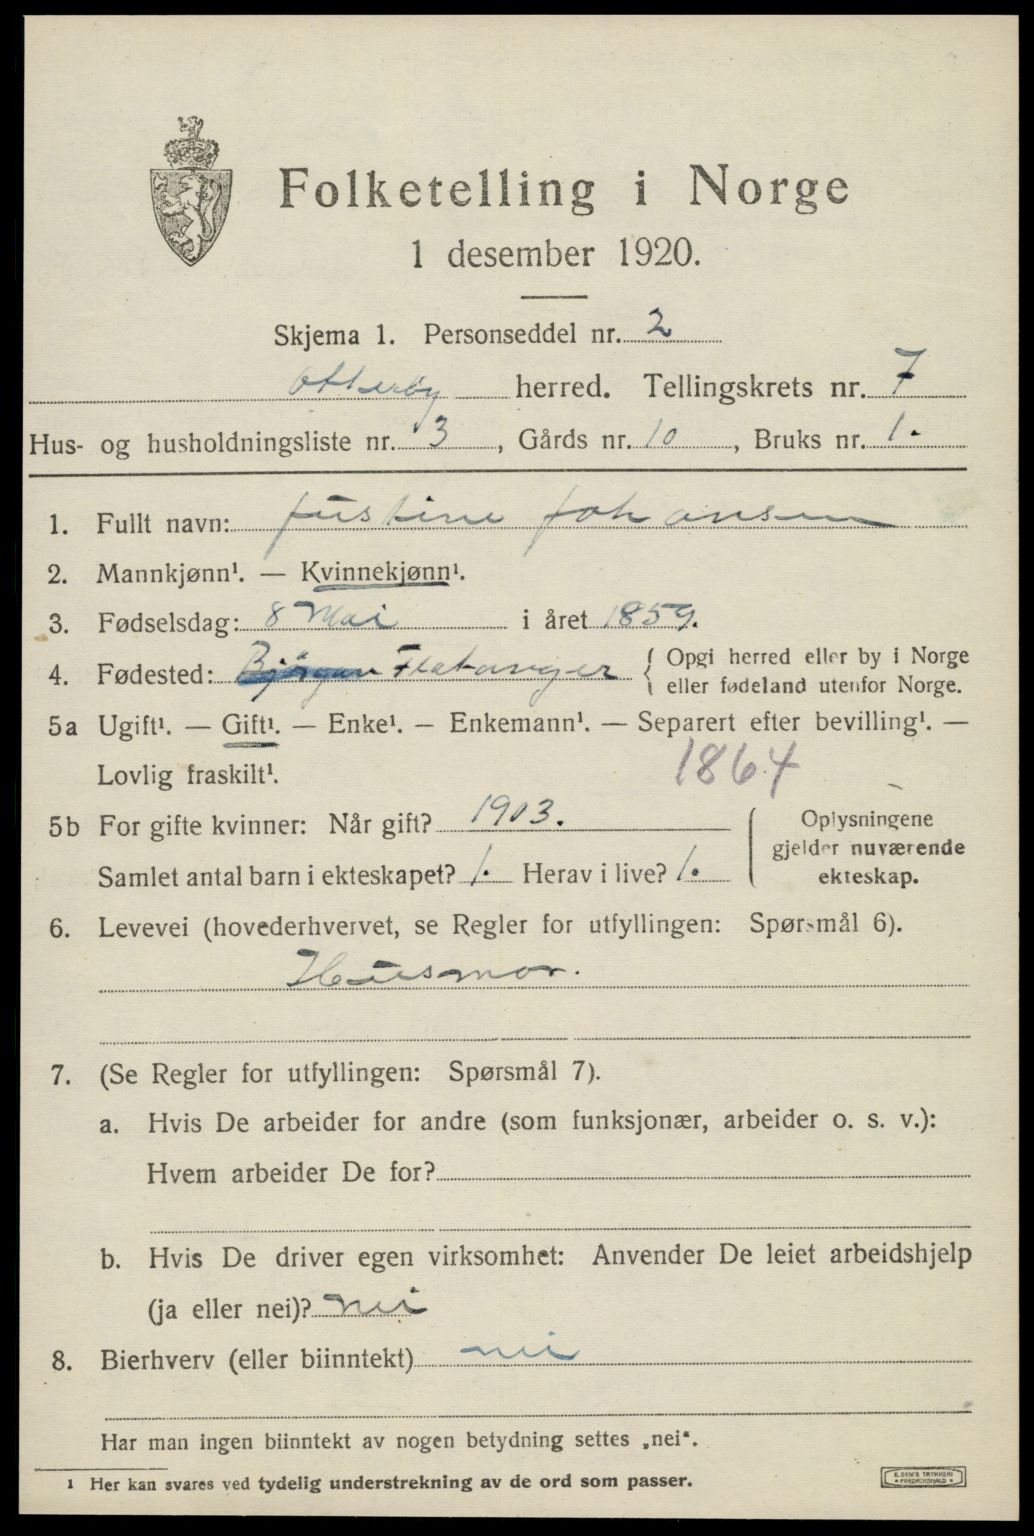 Folketelling i Norge
1 desember 1920.
Skjema 1. Personseddel nr. 2
Otterøy herred. Tellingskrets nr. 7
Hus- og husholdningsliste nr. 3, Gårds nr. 10, Bruks nr. 1.
1. Fullt navn: Justine Johansen
2. Mannkjønn¹. — Kvinnekjønn¹.
3. Fødselsdag: 8 Mai i året 1859.
4. Fødested: Flatanger { Opgi herred eller by i Norge
eller fødeland utenfor Norge.
5a Ugift¹. — Gift¹. — Enke¹. — Enkemann¹. — Separert efter bevilling¹. —
Lovlig fraskilt¹.
1864
5b For gifte kvinner: Når gift? 1903.
Samlet antal barn i ekteskapet? 1. Herav i live? 1.
Oplysningene
gjelder nuværende
ekteskap.
6. Levevei (hovederhvervet, se Regler for utfyllingen: Spørsmål 6).
Husmor.
7. (Se Regler for utfyllingen: Spørsmål 7).
a. Hvis De arbeider for andre (som funksjonær, arbeider o. s. v.):
Hvem arbeider De for?
b. Hvis De driver egen virksomhet: Anvender De leiet arbeidshjelp
(ja eller nei)? nei
8. Bierhverv (eller biinntekt) nei
Har man ingen biinntekt av nogen betydning settes „nei“.
1 Her kan svares ved tydelig understrekning av de ord som passer.
E. SEM'S TRYKKERI
FREDRIKSHALD